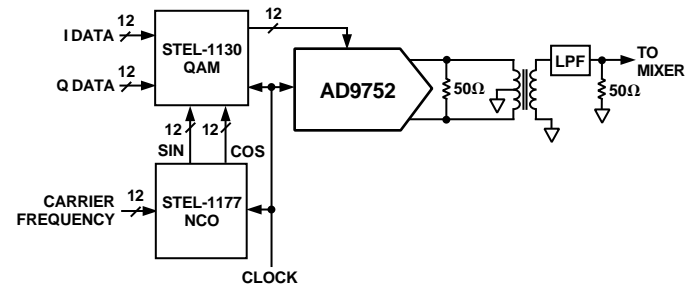 12
12
I DATA
STEL-1130
QAM
12
Q DATA
AD9752
50Ω
LPF
TO
MIXER
50Ω
12
12
SIN
COS
STEL-1177
NCO
CARRIER
FREQUENCY
12
CLOCK